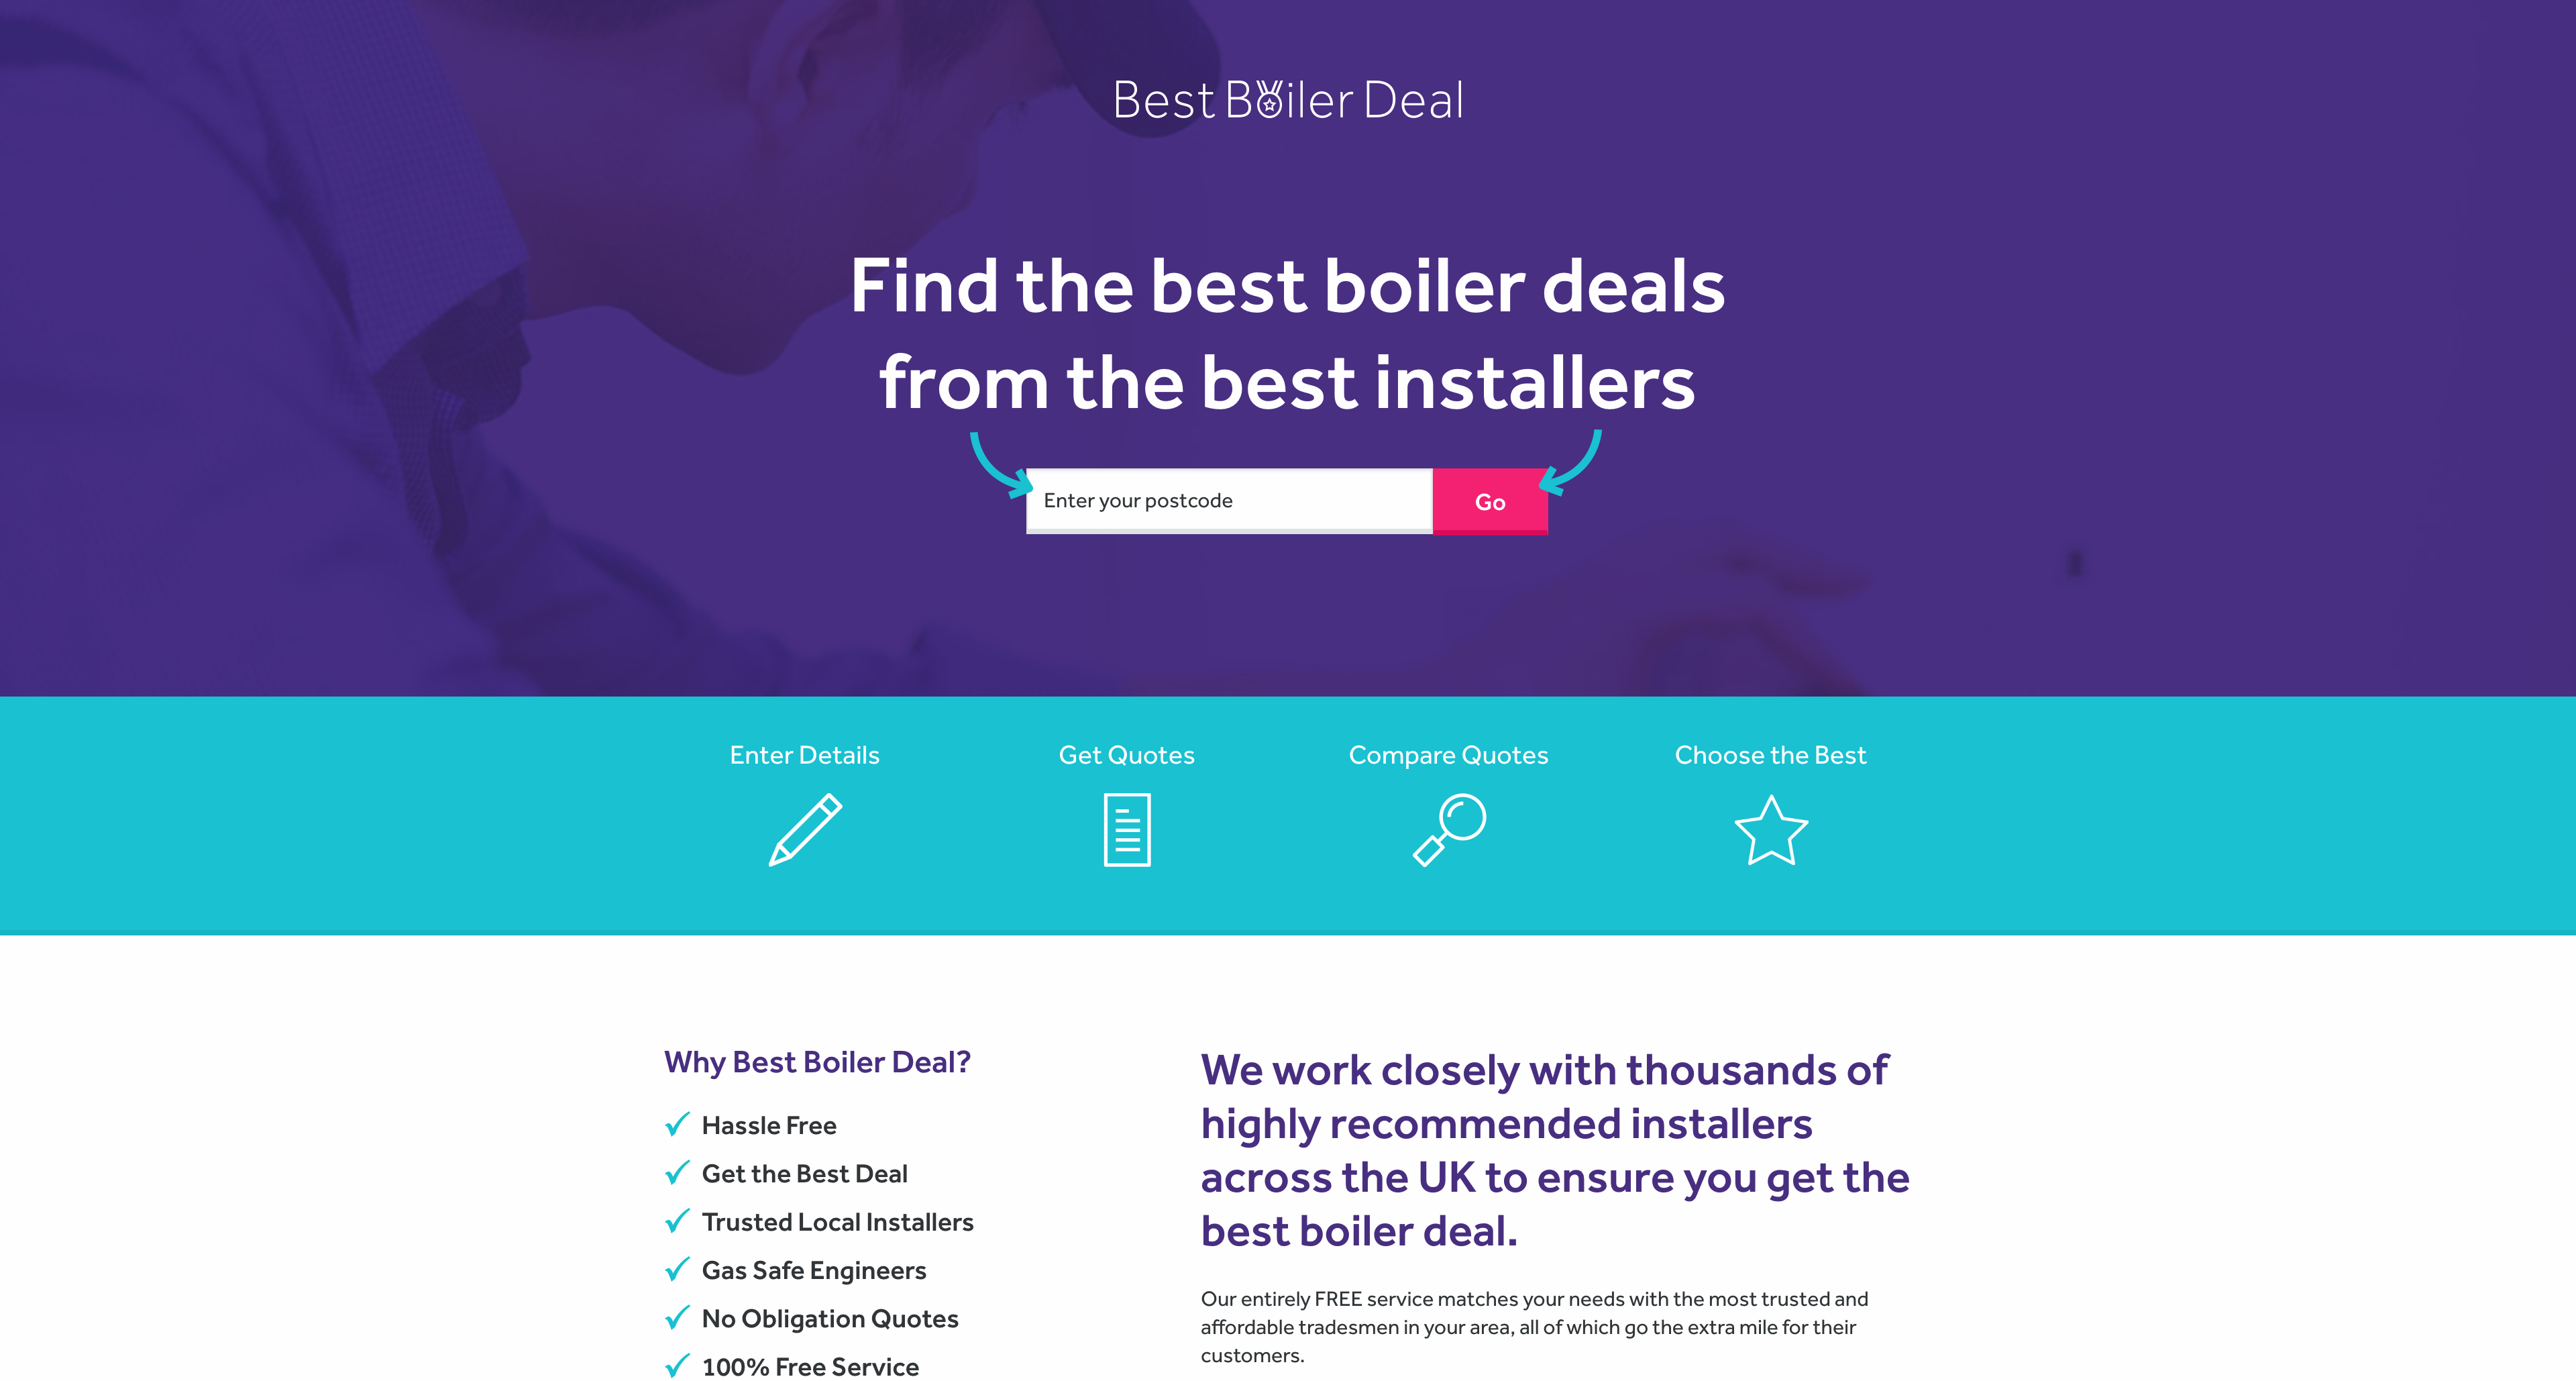 Best Boiler Deal
Find the best boiler deals
from the best installers
Enter your postcode
Go
Enter Details
Get Quotes
Compare Quotes
Choose the Best
Why Best Boiler Deal?
Hassle Free
Get the Best Deal
Trusted Local Installers
Gas Safe Engineers
No Obligation Quotes
100% Free Service
We work closely with thousands of
highly recommended installers
across the UK to ensure you get the
best boiler deal.
Our entirely FREE service matches your needs with the most trusted and
affordable tradesmen in your area, all of which go the extra mile for their
customers.